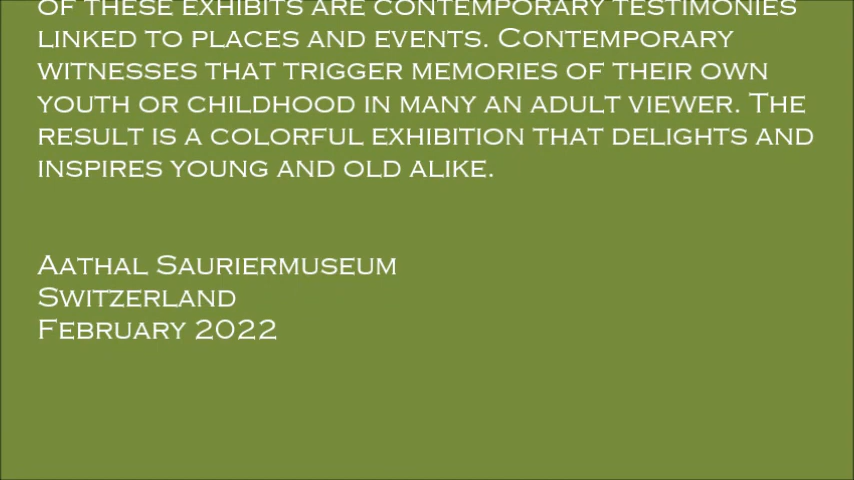 OF THESE EXHIBITS ARE CONTEMPORARY TESTIMONIES
LINKED TO PLACES AND EVENTS. CONTEMPORARY
WITNESSES THAT TRIGGER MEMORIES OF THEIR OWN
YOUTH OR CHILDHOOD IN MANY AN ADULT VIEWER. THE
RESULT IS A COLORFUL EXHIBITION THAT DELIGHTS AND
INSPIRES YOUNG AND OLD ALIKE.
AATHAL SAURIERMUSEUM
SWITZERLAND
FEBRUARY 2022